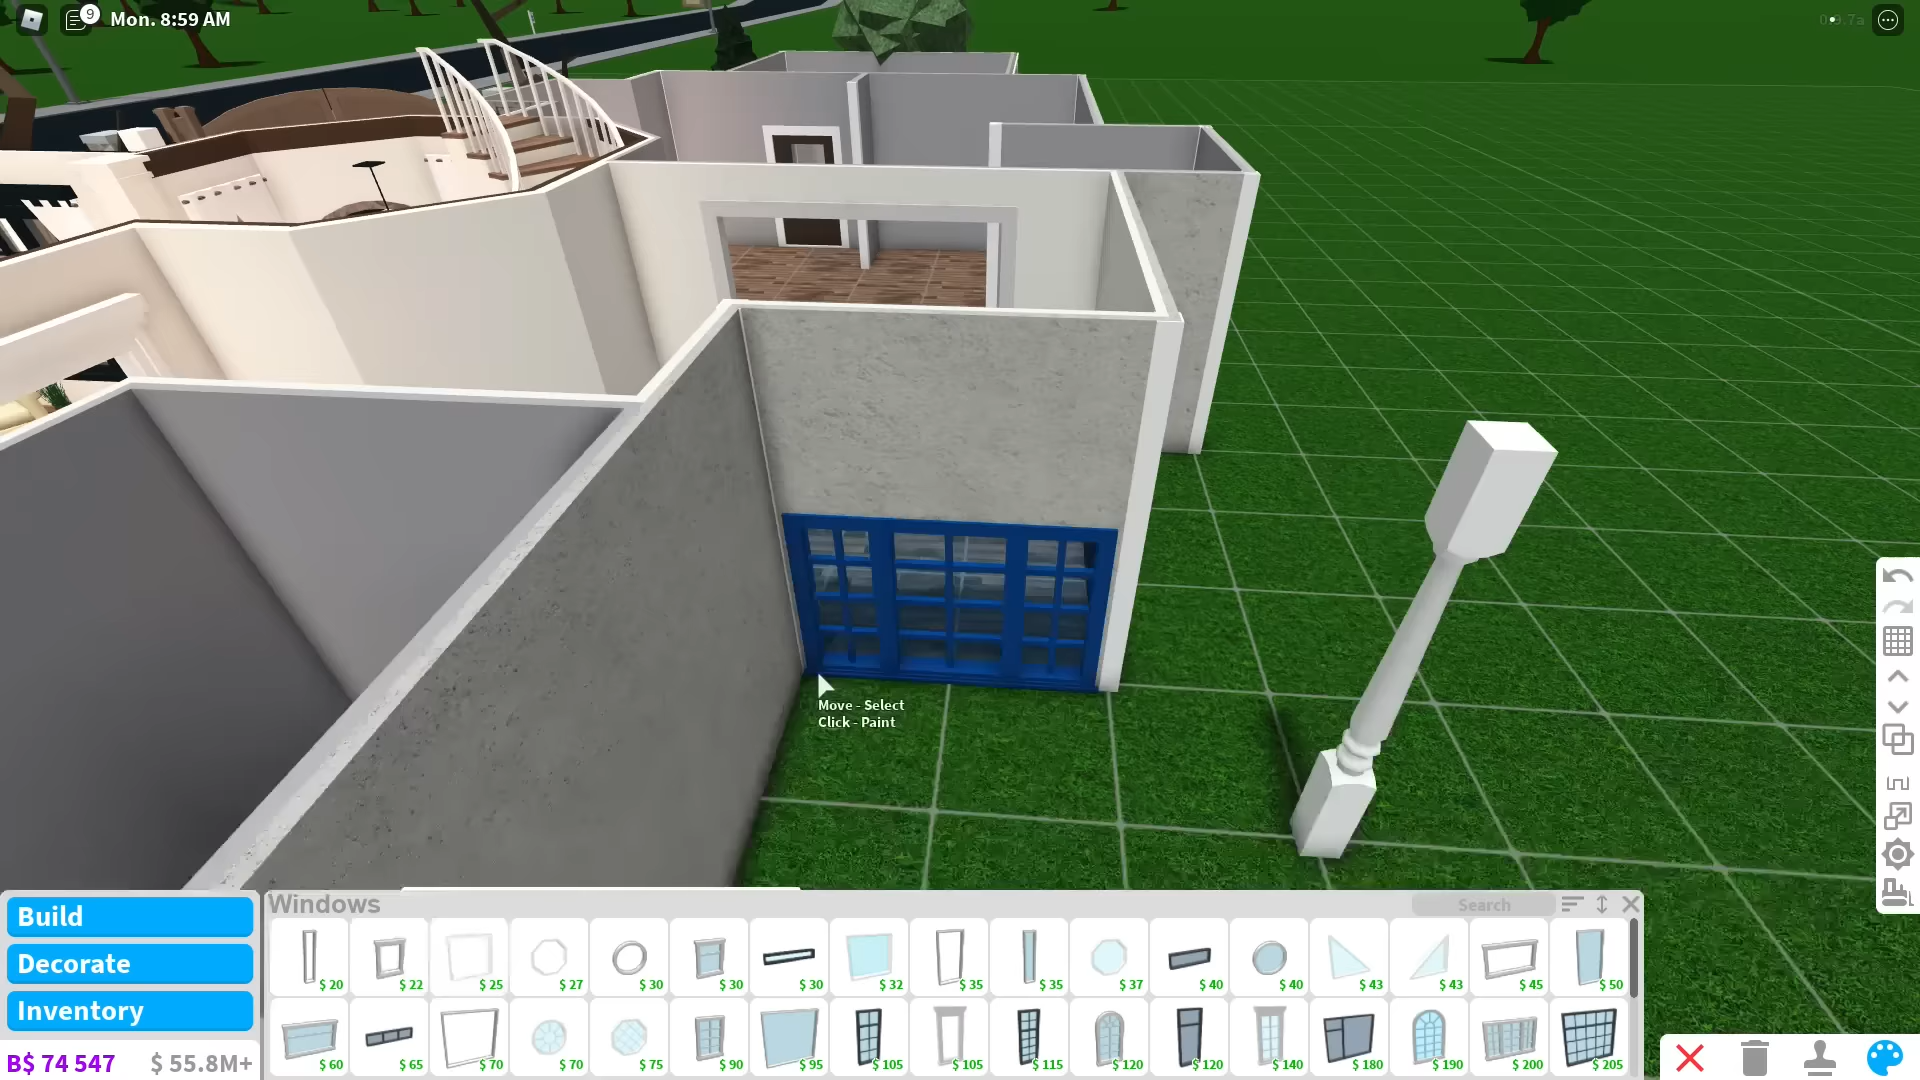 9 Mon. 8:59 AM
Move - Select
Click - Paint
Windows
Search
$ 20 $ 22 $ 25 $ 27 $ 30 $ 30 $ 30 $ 32 $ 35 $ 35 $ 37 $ 40 $ 40 $ 43 $ 43 $ 45 $ 50
$ 60 $ 65 $ 70 $ 70 $ 75 $ 90 $ 95 $ 105 $ 105 $ 115 $ 120 $ 120 $ 140 $ 180 $ 190 $ 200 $ 205
Build
Decorate
Inventory
B$ 74 547 $ 55.8M+